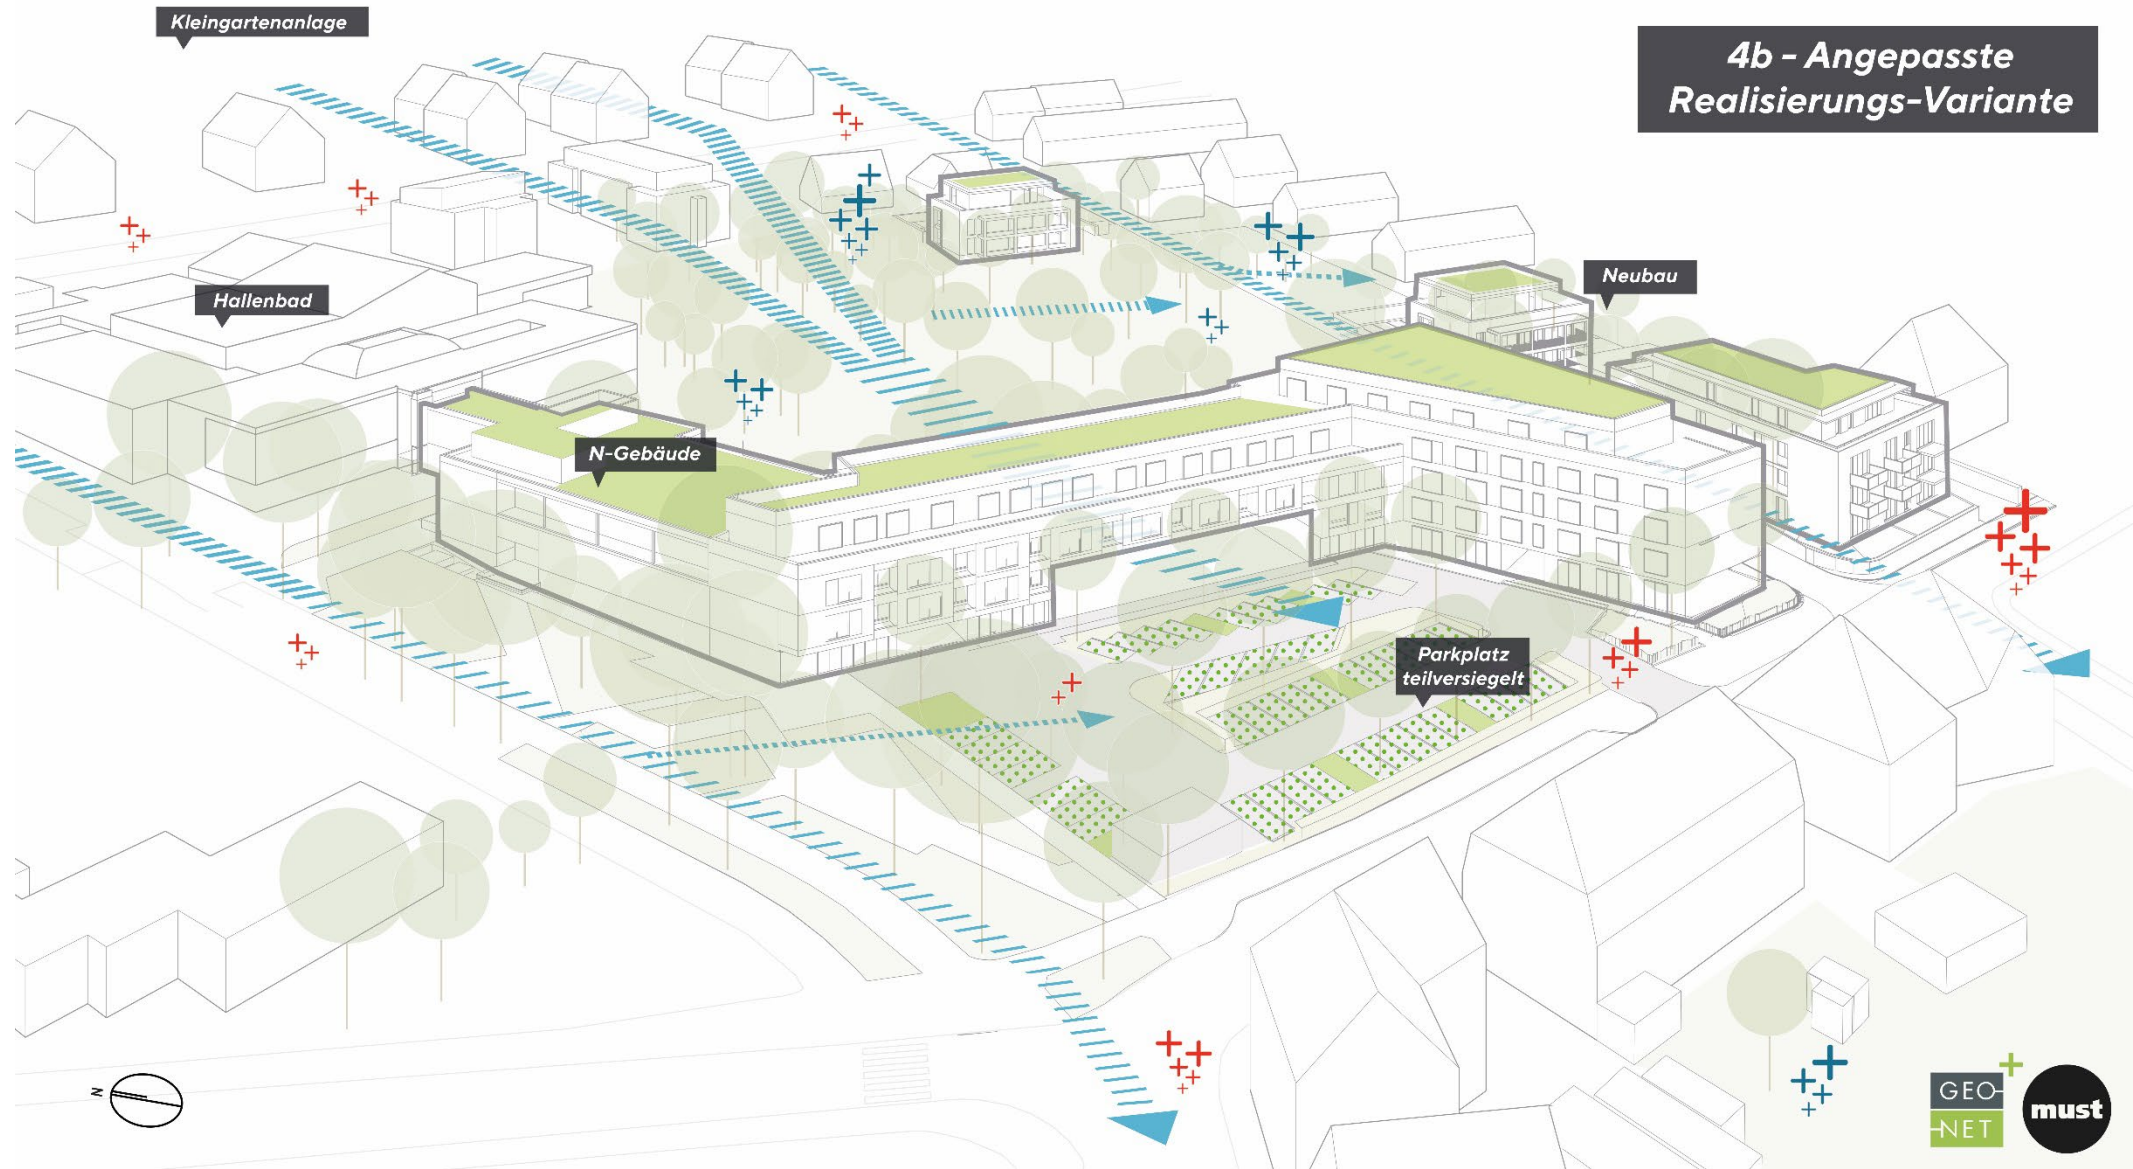 Kleingartenanlage
4b - Angepasste
Realisierungs-Variante
Hallenbad
Neubau
N-Gebäude
Parkplatz
teilversiegelt
N
GEO
NET
must